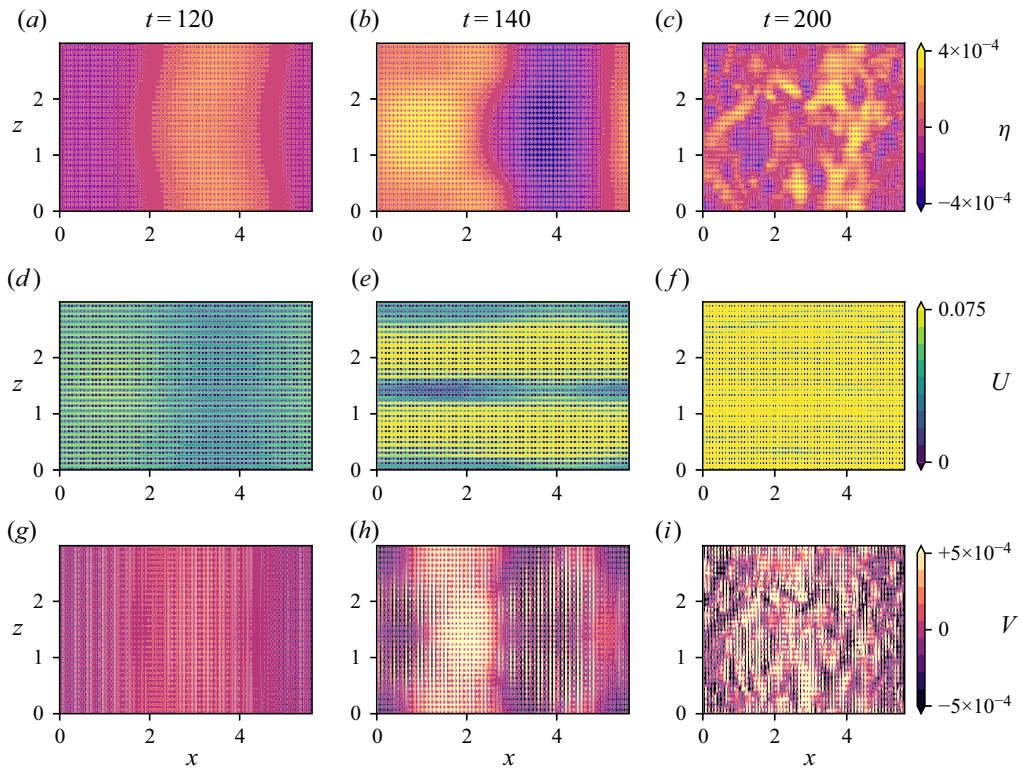 (a) t = 120 (b) t = 140 (c) t = 200
z 2 1 0 0 2 4 0 2 4 0 2 4 4×10⁻⁴ 0 −4×10⁻⁴ η
(d) (e) (f)
z 2 1 0 0 2 4 0 2 4 0 2 4 0.075 0 U
(g) (h) (i)
z 2 1 0 0 2 4 0 2 4 0 2 4 +5×10⁻⁴ 0 −5×10⁻⁴ V
x x x